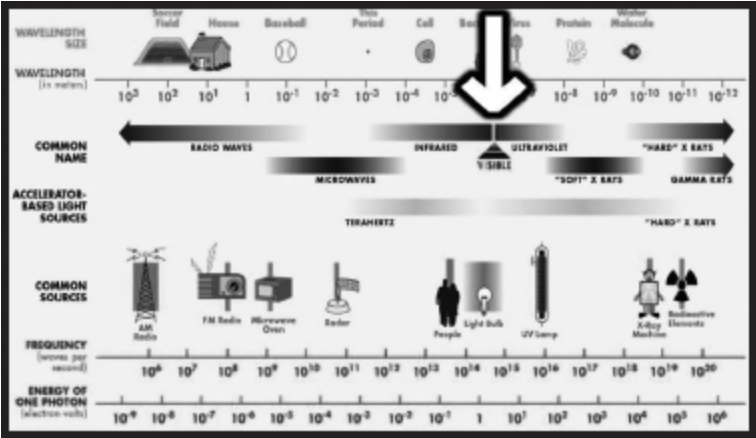 Soccer Field House Baseball This Period Cell Protein Water Molecule
WAVELENGTH SIZE
WAVELENGTH (in meters)
10³ 10² 10¹ 1 10⁻¹ 10⁻² 10⁻³ 10⁻⁴ 10⁻⁸ 10⁻⁹ 10⁻¹⁰ 10⁻¹¹ 10⁻¹²
COMMON NAME
RADIO WAVES INFRARED ULTRAVIOLET "HARD" X RAYS
VISIBLE
MICROWAVES "SOFT" X RAYS GAMMA RAYS
ACCELERATOR-BASED LIGHT SOURCES
TERAHERTZ "HARD" X RAYS
COMMON SOURCES
AM Radio FM Radio Microwave Oven Radar People Light Bulb UV Lamp X-Ray Machine Radioactive Elements
FREQUENCY (waves per second)
10⁶ 10⁷ 10⁸ 10⁹ 10¹⁰ 10¹¹ 10¹² 10¹³ 10¹⁴ 10¹⁵ 10¹⁶ 10¹⁷ 10¹⁸ 10¹⁹ 10²⁰
ENERGY OF ONE PHOTON (electron volts)
10⁻⁹ 10⁻⁸ 10⁻⁷ 10⁻⁶ 10⁻⁵ 10⁻⁴ 10⁻³ 10⁻² 10⁻¹ 1 10¹ 10² 10³ 10⁴ 10⁵ 10⁶